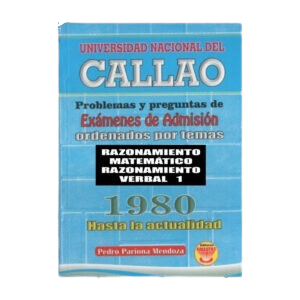 UNIVERSIDAD NACIONAL DEL
CALLAO
Problemas y preguntas de
Exámenes de Admisión
ordenados por temas
RAZONAMIENTO
MATEMÁTICO
RAZONAMIENTO
VERBAL 1
1980
Hasta la actualidad
Pedro Pariona Mendoza